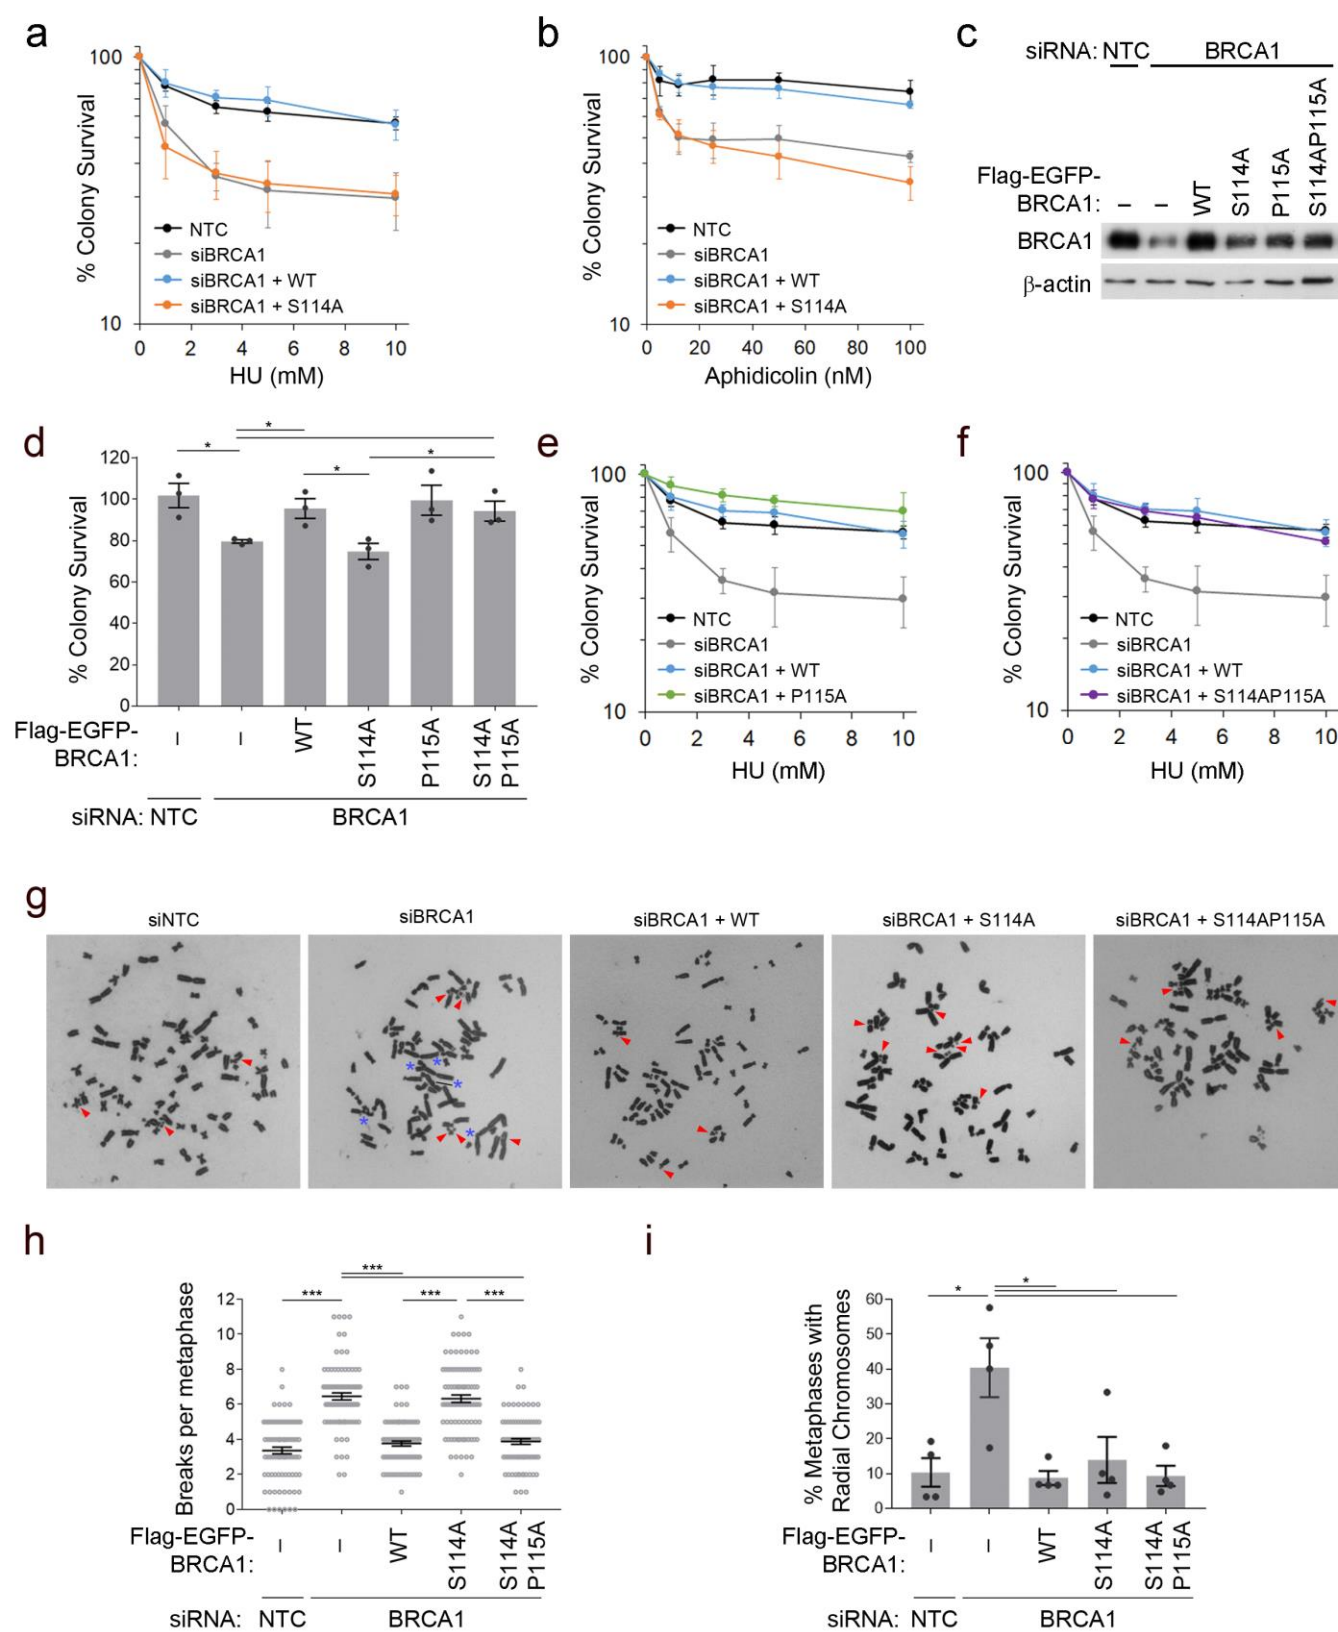 a
100
% Colony Survival
NTC
siBRCA1
siBRCA1 + WT
siBRCA1 + S114A
10
0 2 4 6 8 10
HU (mM)
b
100
% Colony Survival
NTC
siBRCA1
siBRCA1 + WT
siBRCA1 + S114A
10
0 20 40 60 80 100
Aphidicolin (nM)
c
siRNA: NTC BRCA1
Flag-EGFP-
BRCA1: – – WT S114A P115A S114AP115A
BRCA1
β-actin
d
* * * *
% Colony Survival
120
100
80
60
40
20
0
Flag-EGFP-
BRCA1: – – WT S114A P115A S114A P115A
siRNA: NTC BRCA1
e
100
% Colony Survival
NTC
siBRCA1
siBRCA1 + WT
siBRCA1 + P115A
10
0 2 4 6 8 10
HU (mM)
f
100
% Colony Survival
NTC
siBRCA1
siBRCA1 + WT
siBRCA1 + S114AP115A
10
0 2 4 6 8 10
HU (mM)
g
siNTC siBRCA1 siBRCA1 + WT siBRCA1 + S114A siBRCA1 + S114AP115A
* * * * *
h
*** *** *** ***
Breaks per metaphase
12
10
8
6
4
2
0
Flag-EGFP-
BRCA1: – – WT S114A S114A P115A
siRNA: NTC BRCA1
i
* *
% Metaphases with
Radial Chromosomes
60
50
40
30
20
10
0
Flag-EGFP-
BRCA1: – – WT S114A S114A P115A
siRNA: NTC BRCA1